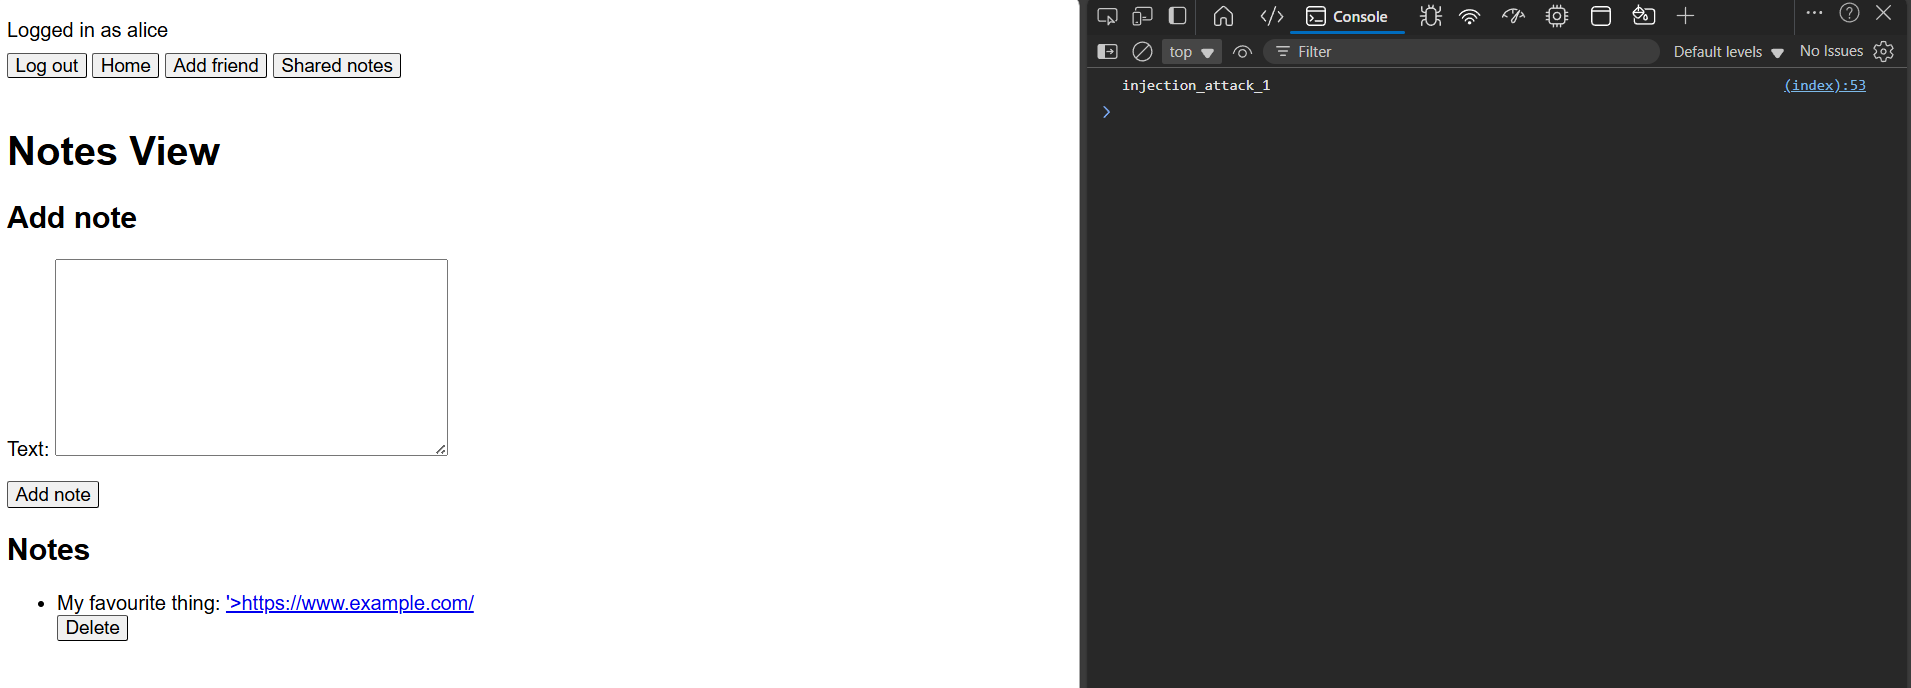 Logged in as alice
Log out Home Add friend Shared notes
Notes View
Add note
Text:
Add note
Notes
My favourite thing: '>https://www.example.com/
Delete
Console
top Filter Default levels No Issues
injection_attack_1 (index):53